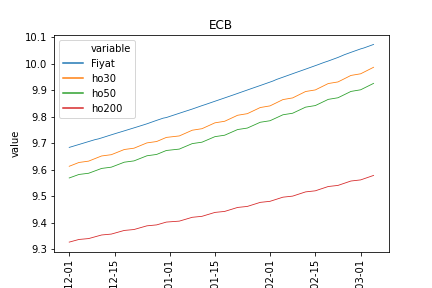 ECB
10.1
10.0
9.9
9.8
9.7
9.6
9.5
9.4
9.3
value
variable
Fiyat
ho30
ho50
ho200
12-01
12-15
01-01
01-15
02-01
02-15
03-01